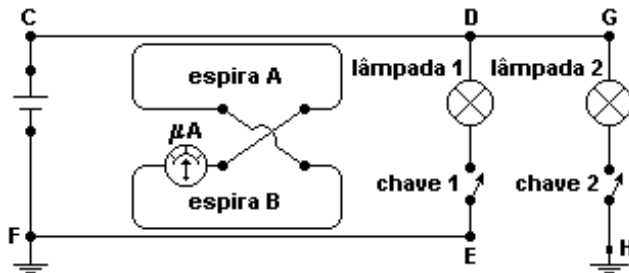 C D G
espira A lâmpada 1 lâmpada 2
μA
chave 1 chave 2
espira B
F E H